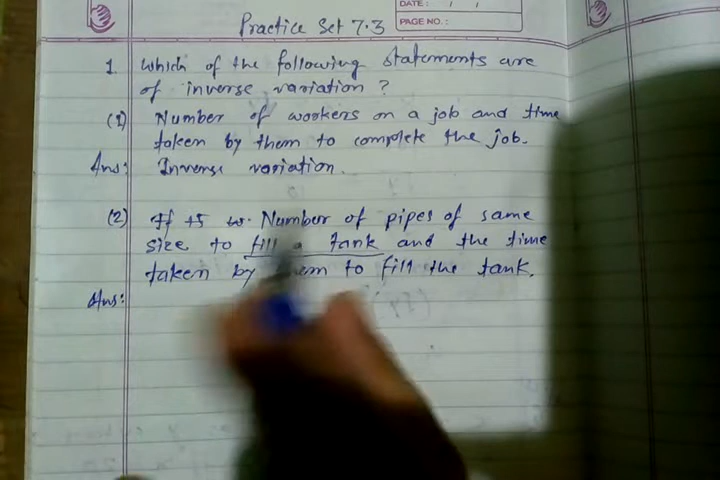 DATE: / /
PAGE NO.:
Practice Set 7.3
1. Which of the following statements are
of inverse variation ?
(1) Number of workers on a job and time
taken by them to complete the job.
Ans: Inverse variation.
(2) If 15 Number of pipes of same
size to fill a tank and the time
taken by them to fill the tank.
Ans: